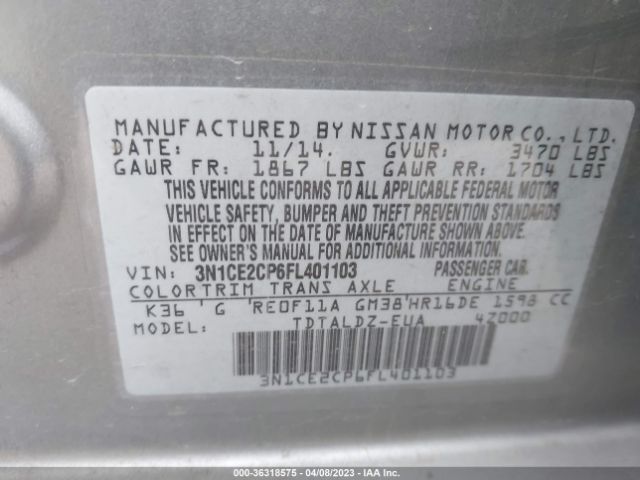 MANUFACTURED BY NISSAN MOTOR CO., LTD.
DATE: 11/14. GVWR: 3470 LBS
GAWR FR: 1867 LBS GAWR RR: 1704 LBS
THIS VEHICLE CONFORMS TO ALL APPLICABLE FEDERAL MOTOR
VEHICLE SAFETY, BUMPER AND THEFT PREVENTION STANDARDS
IN EFFECT ON THE DATE OF MANUFACTURE SHOWN ABOVE.
SEE OWNER'S MANUAL FOR ADDITIONAL INFORMATION.
VIN: 3N1CE2CP6FL401103 PASSENGER CAR.
COLOR TRIM TRANS AXLE ENGINE
K36 ' G 'RE0F11A GM38'HR16DE 1598 CC
MODEL: TDTALDZ-EUA 4Z000
3N1CE2CP6FL401103
000-36318575 - 04/08/2023 - IAA Inc.